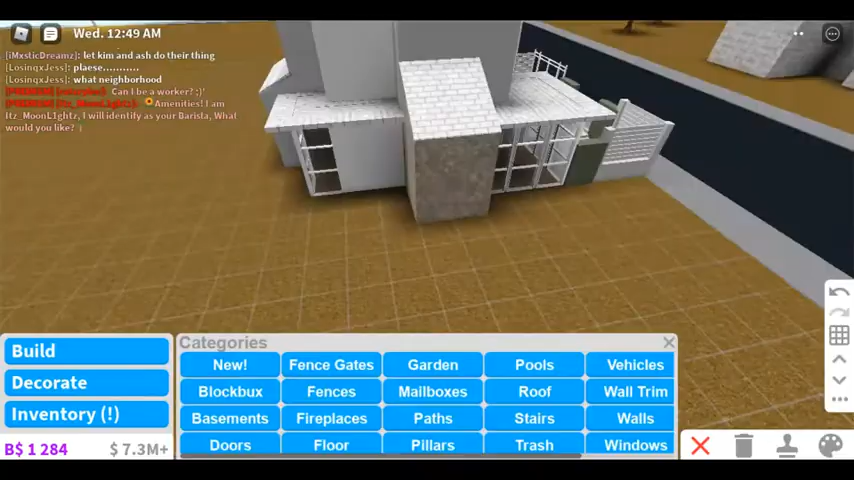 Wed. 12:49 AM
[iMxsticDreamz]: let kim and ash do their thing
[LosinqxJess]: plaese...........
[LosinqxJess]: what neighborhood
Can I be a worker? ;)'
Amenities! I am
Itz_MoonL1ghtz, I will identify as your Barista, What
would you like?
Categories
Build
Decorate
Inventory (!)
B$ 1 284
$ 7.3M+
New!
Fence Gates
Garden
Pools
Vehicles
Blockbux
Fences
Mailboxes
Roof
Wall Trim
Basements
Fireplaces
Paths
Stairs
Walls
Doors
Floor
Pillars
Trash
Windows